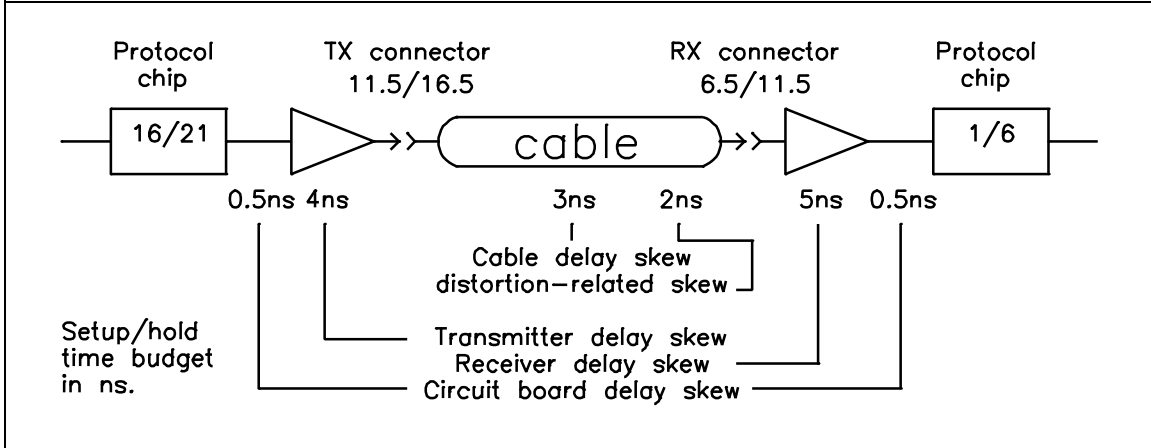 Protocol
chip
TX connector
11.5/16.5
RX connector
6.5/11.5
Protocol
chip
16/21
cable
1/6
0.5ns 4ns
3ns
2ns
5ns 0.5ns
Cable delay skew
distortion-related skew
Setup/hold
time budget
in ns.
Transmitter delay skew
Receiver delay skew
Circuit board delay skew